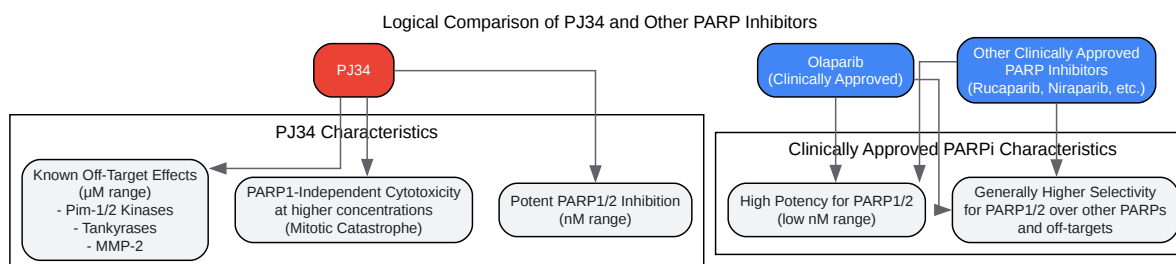 Logical Comparison of PJ34 and Other PARP Inhibitors
PJ34
Olaparib
(Clinically Approved)
Other Clinically Approved
PARP Inhibitors
(Rucaparib, Niraparib, etc.)
PJ34 Characteristics
Known Off-Target Effects
(μM range)
- Pim-1/2 Kinases
- Tankyrases
- MMP-2
PARP1-Independent Cytotoxicity
at higher concentrations
(Mitotic Catastrophe)
Potent PARP1/2 Inhibition
(nM range)
Clinically Approved PARPi Characteristics
High Potency for PARP1/2
(low nM range)
Generally Higher Selectivity
for PARP1/2 over other PARPs
and off-targets